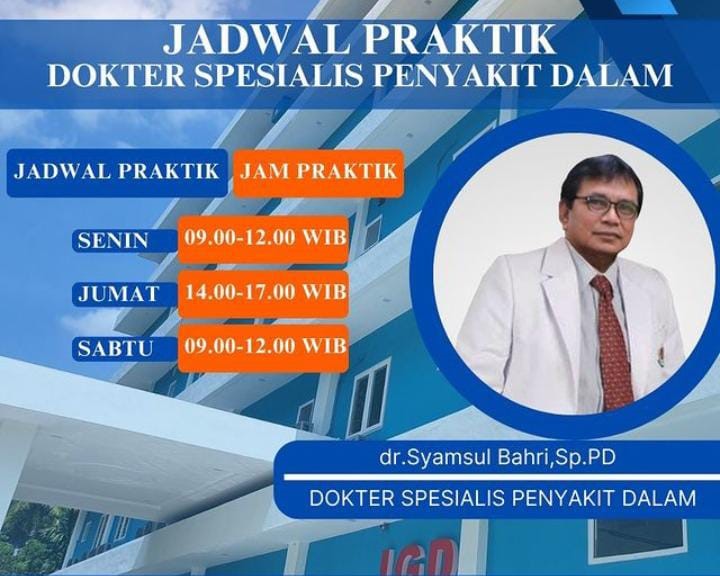 JADWAL PRAKTIK
DOKTER SPESIALIS PENYAKIT DALAM
JADWAL PRAKTIK JAM PRAKTIK
SENIN 09.00-12.00 WIB
JUMAT 14.00-17.00 WIB
SABTU 09.00-12.00 WIB
dr.Syamsul Bahri,Sp.PD
DOKTER SPESIALIS PENYAKIT DALAM
IGD